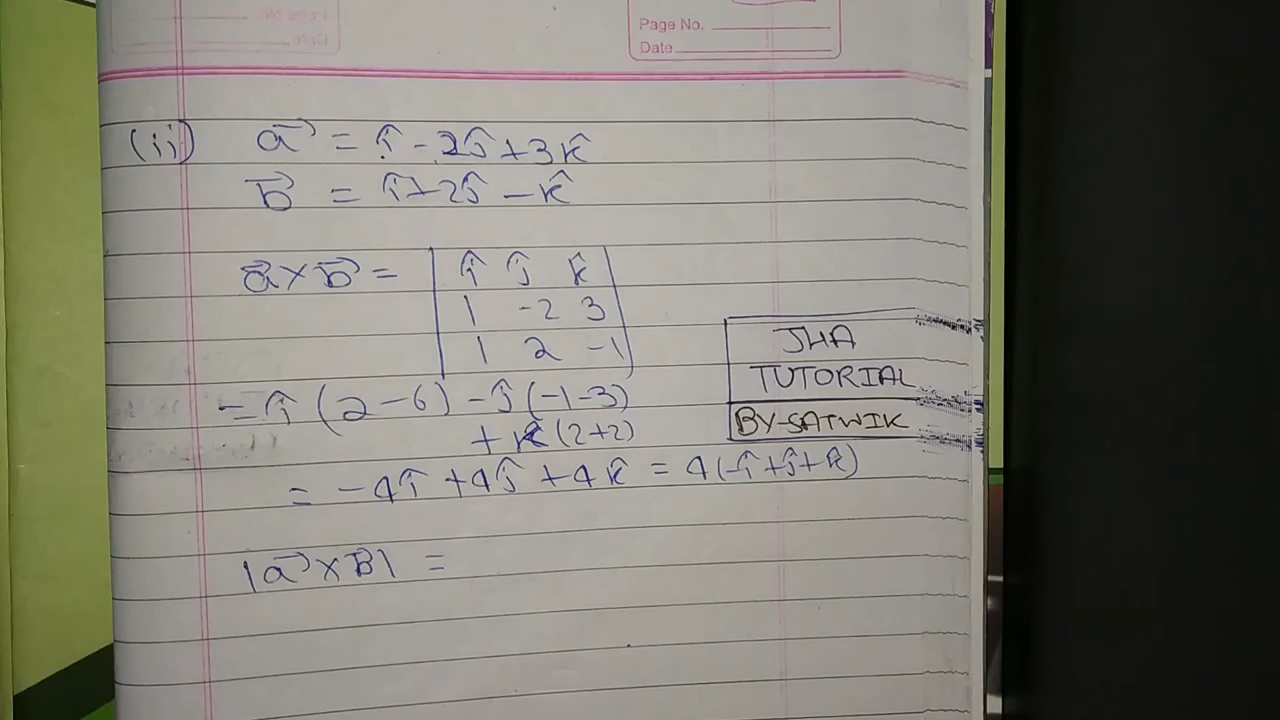 Page No.
Date
(ii) a⃗ = î - 2ĵ + 3k̂
b⃗ = î + 2ĵ - k̂
a⃗ × b⃗ = | î ĵ k̂ |
1 -2 3
1 2 -1
JHA
TUTORIAL
BY-SATWIK
= î (2 - 6) - ĵ (-1 - 3)
+ k̂ (2 + 2)
= -4î + 4ĵ + 4k̂ = 4(-î + ĵ + k̂)
|a⃗ × b⃗| =